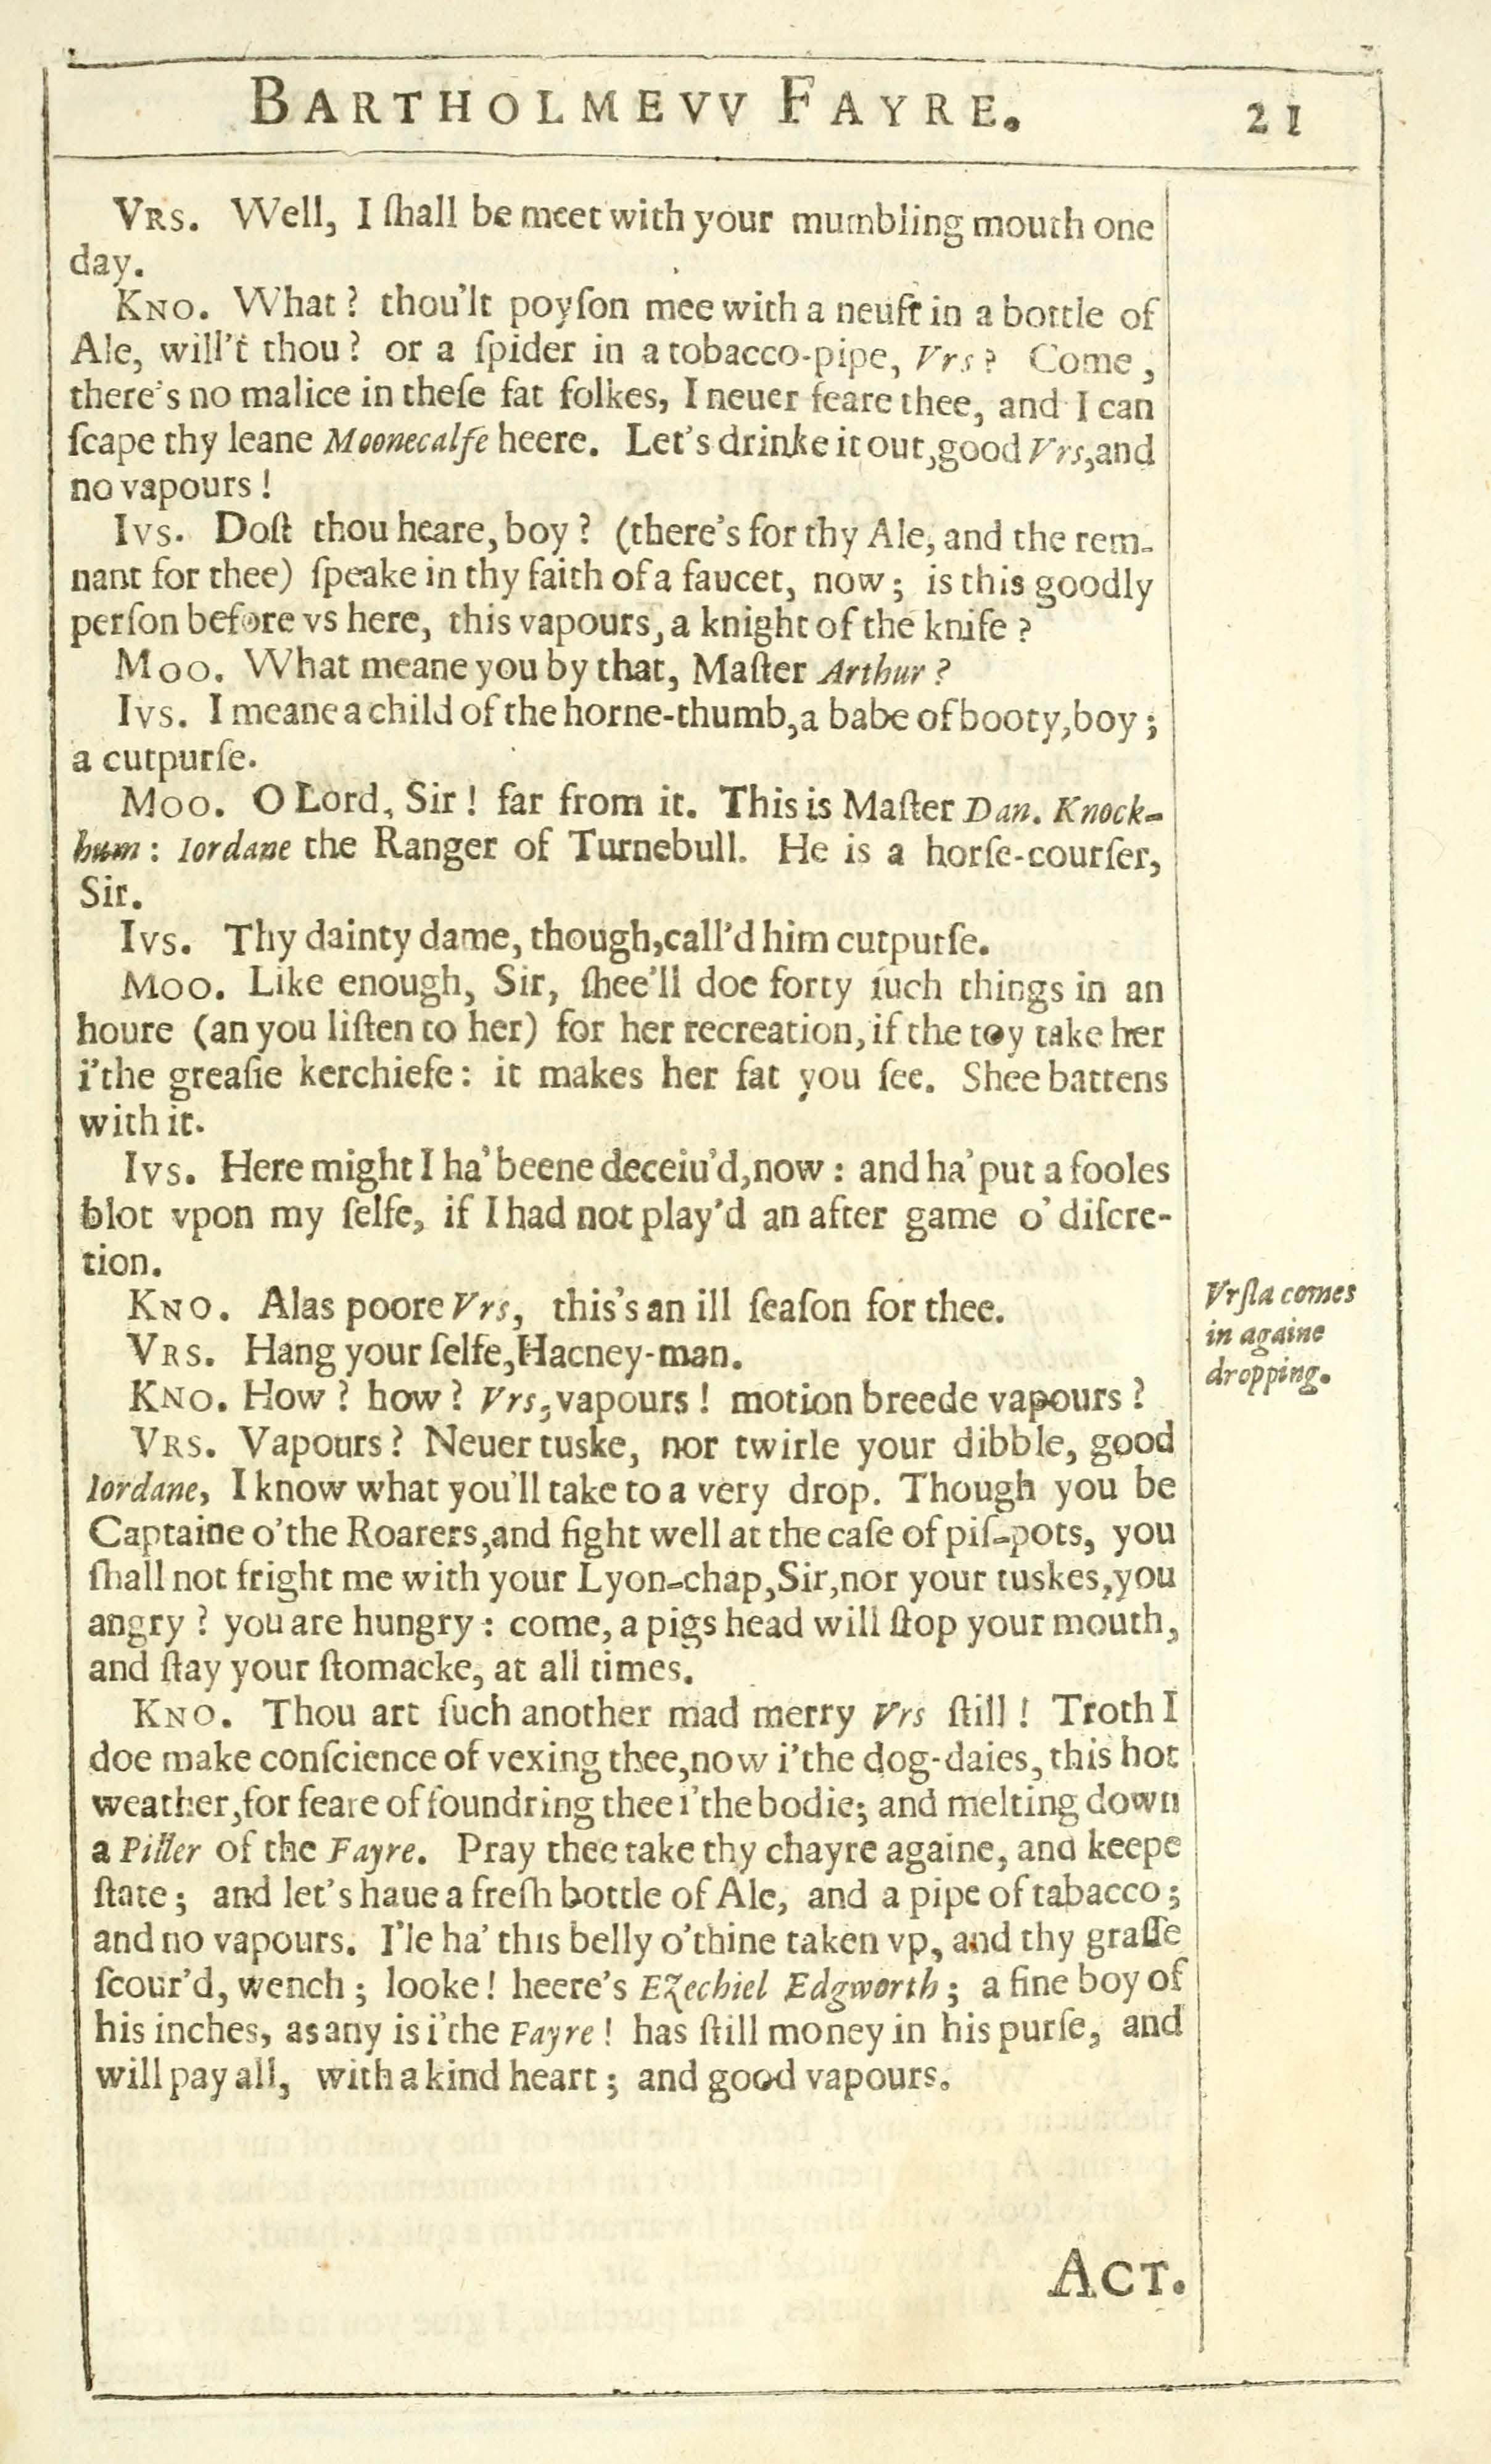 BARTHOLMEVV FAYRE. 21
VRS. Well, I ſhall be meet with your mumbling mouth one
day.
KNO. What? thou'lt poyſon mee with a neuft in a bottle of
Ale, will't thou? or a ſpider in a tobacco-pipe, Vrs? Come,
there's no malice in theſe fat folkes, I neuer feare thee, and I can
ſcape thy leane Moonecalfe heere. Let's drinke it out, good Vrs, and
no vapours!
IVS. Doſt thou heare, boy? (there's for thy Ale, and the rem-
nant for thee) ſpeake in thy faith of a faucet, now; is this goodly
perſon before vs here, this vapours, a knight of the knife?
MOO. What meane you by that, Maſter Arthur?
IVS. I meane a child of the horne-thumb, a babe of booty, boy;
a cutpurſe.
MOO. O Lord, Sir! far from it. This is Maſter Dan. Knock-
hum: Iordane the Ranger of Turnebull. He is a horſe-courſer,
Sir.
IVS. Thy dainty dame, though, call'd him cutpurſe.
MOO. Like enough, Sir, ſhee'll doe forty ſuch things in an
houre (an you liſten to her) for her recreation, if the toy take her
i'the greaſie kerchiefe: it makes her fat you ſee. Shee battens
with it.
IVS. Here might I ha' beene deceiu'd, now: and ha' put a fooles
blot vpon my ſelfe, if I had not play'd an after game o' diſcre-
tion.
KNO. Alas poore Vrs, this's an ill ſeaſon for thee.
VRS. Hang your ſelfe, Hacney-man.
KNO. How? how? Vrs, vapours! motion breede vapours?
VRS. Vapours? Neuer tuske, nor twirle your dibble, good
Iordane, I know what you'll take to a very drop. Though you be
Captaine o'the Roarers, and fight well at the caſe of piſ-pots, you
ſhall not fright me with your Lyon-chap, Sir, nor your tuskes, you
angry? you are hungry: come, a pigs head will ſtop your mouth,
and ſtay your ſtomacke, at all times.
KNO. Thou art ſuch another mad merry Vrs ſtill! Troth I
doe make conſcience of vexing thee, now i'the dog-daies, this hot
weather, for feare of foundring thee i'the bodie; and melting down
a Piller of the Fayre. Pray thee take thy chayre againe, and keepe
ſtate; and let's haue a freſh bottle of Ale, and a pipe of tabacco;
and no vapours. I'le ha' this belly o'thine taken vp, and thy graſſe
ſcour'd, wench; looke! heere's Ezechiel Edgworth; a fine boy of
his inches, as any is i'the Fayre! has ſtill money in his purſe, and
will pay all, with a kind heart; and good vapours.
Vrſla comes
in againe
dropping.
ACT.